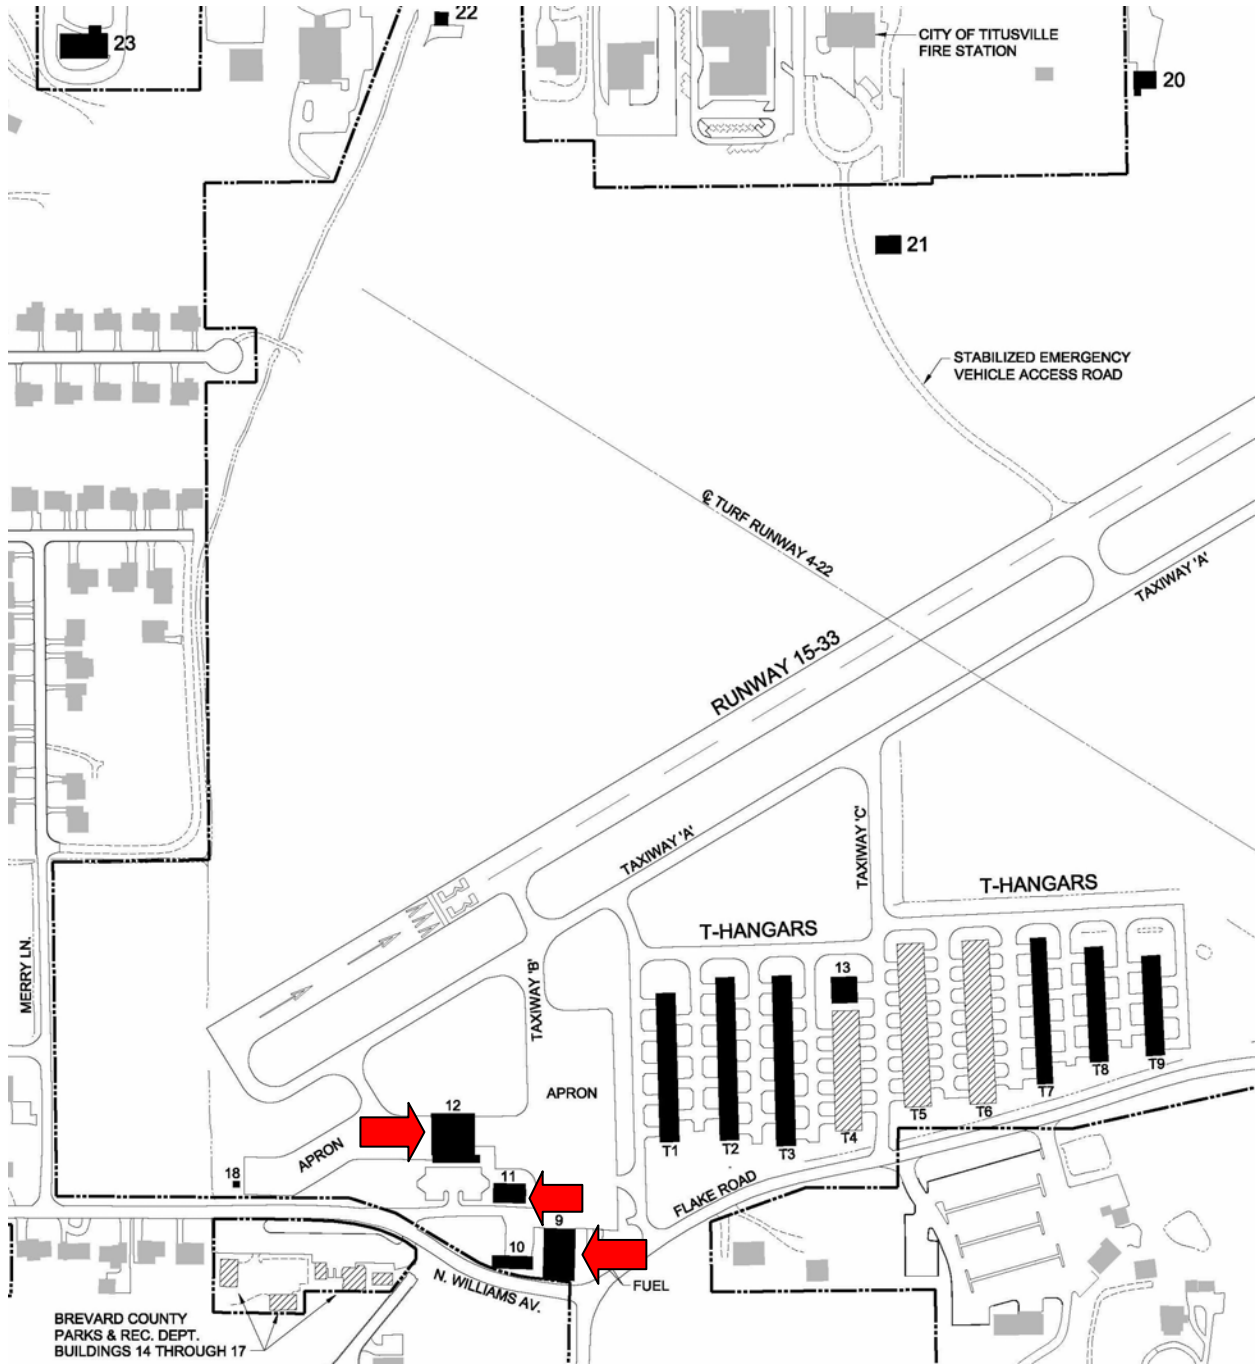 22
23
CITY OF TITUSVILLE
FIRE STATION
20
21
STABILIZED EMERGENCY
VEHICLE ACCESS ROAD
℄ TURF RUNWAY 4-22
TAXIWAY 'A'
RUNWAY 15-33
TAXIWAY 'A'
TAXIWAY 'C'
T-HANGARS
33
T-HANGARS
MERRY LN.
TAXIWAY 'B'
13
APRON
T9
T8
T7
T6
T5
T4
T3
T2
T1
12
APRON
18
11
FLAKE ROAD
9
10
FUEL
N. WILLIAMS AV.
BREVARD COUNTY
PARKS & REC. DEPT.
BUILDINGS 14 THROUGH 17